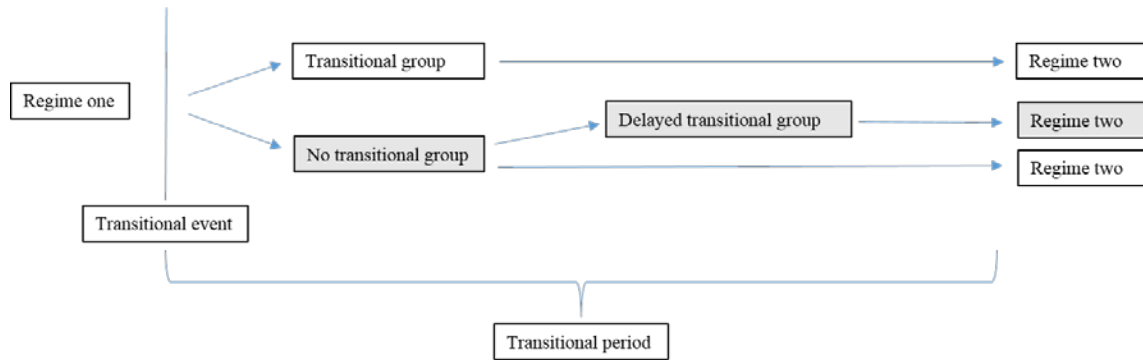 Transitional group
Regime two
Regime one
Delayed transitional group
Regime two
No transitional group
Regime two
Transitional event
Transitional period